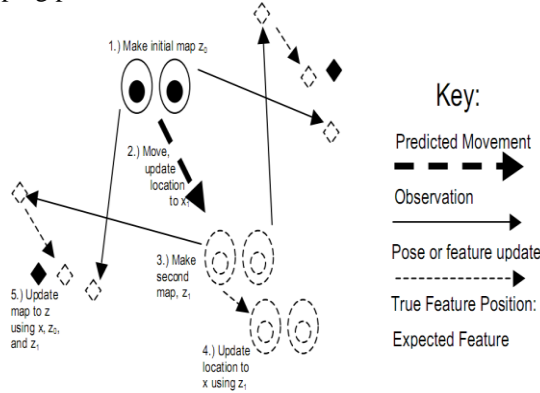 1.) Make initial map z0
2.) Move,
update
location
to x1
3.) Make
second
map, z1
4.) Update
location to
x using z1
5.) Update
map to z
using x, z0,
and z1
Key:
Predicted Movement
Observation
Pose or feature update
True Feature Position:
Expected Feature